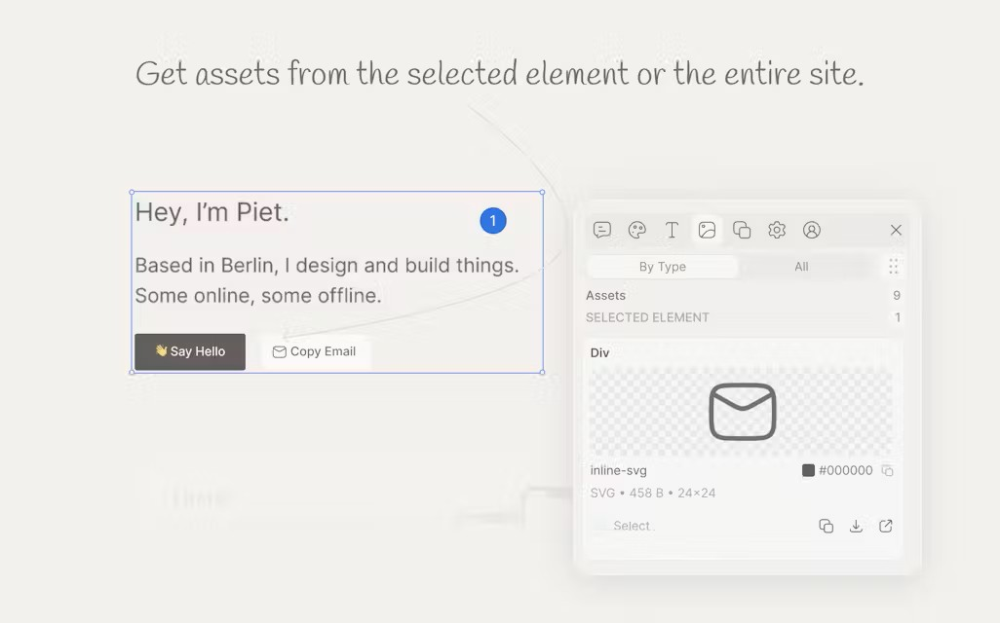 Get assets from the selected element or the entire site.
Hey, I'm Piet.
1
Based in Berlin, I design and build things.
Some online, some offline.
👋 Say Hello
Copy Email
By Type
All
Assets
9
SELECTED ELEMENT
1
Div
inline-svg
#000000
SVG • 458 B • 24×24
Select